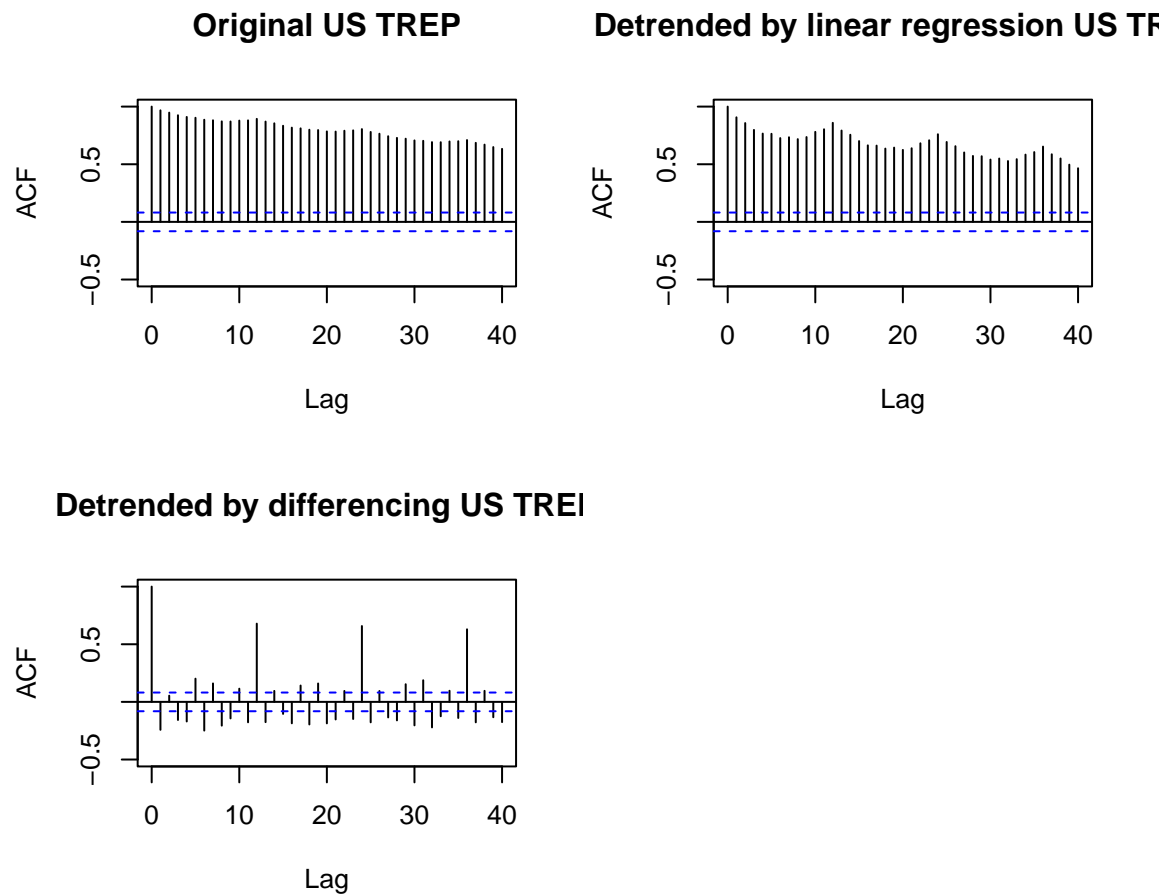 Original US TREP
ACF
0.5
−0.5
0 10 20 30 40
Lag
Detrended by linear regression US TR
ACF
0.5
−0.5
0 10 20 30 40
Lag
Detrended by differencing US TREI
ACF
0.5
−0.5
0 10 20 30 40
Lag